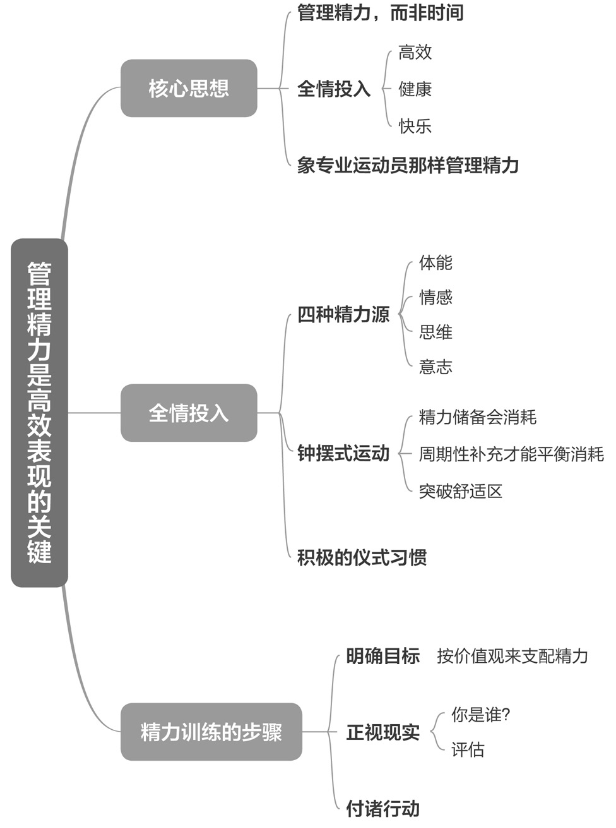 管理精力是高效表现的关键
核心思想
管理精力，而非时间
全情投入
高效
健康
快乐
象专业运动员那样管理精力
全情投入
四种精力源
体能
情感
思维
意志
钟摆式运动
精力储备会消耗
周期性补充才能平衡消耗
突破舒适区
积极的仪式习惯
精力训练的步骤
明确目标
按价值观来支配精力
正视现实
你是谁?
评估
付诸行动